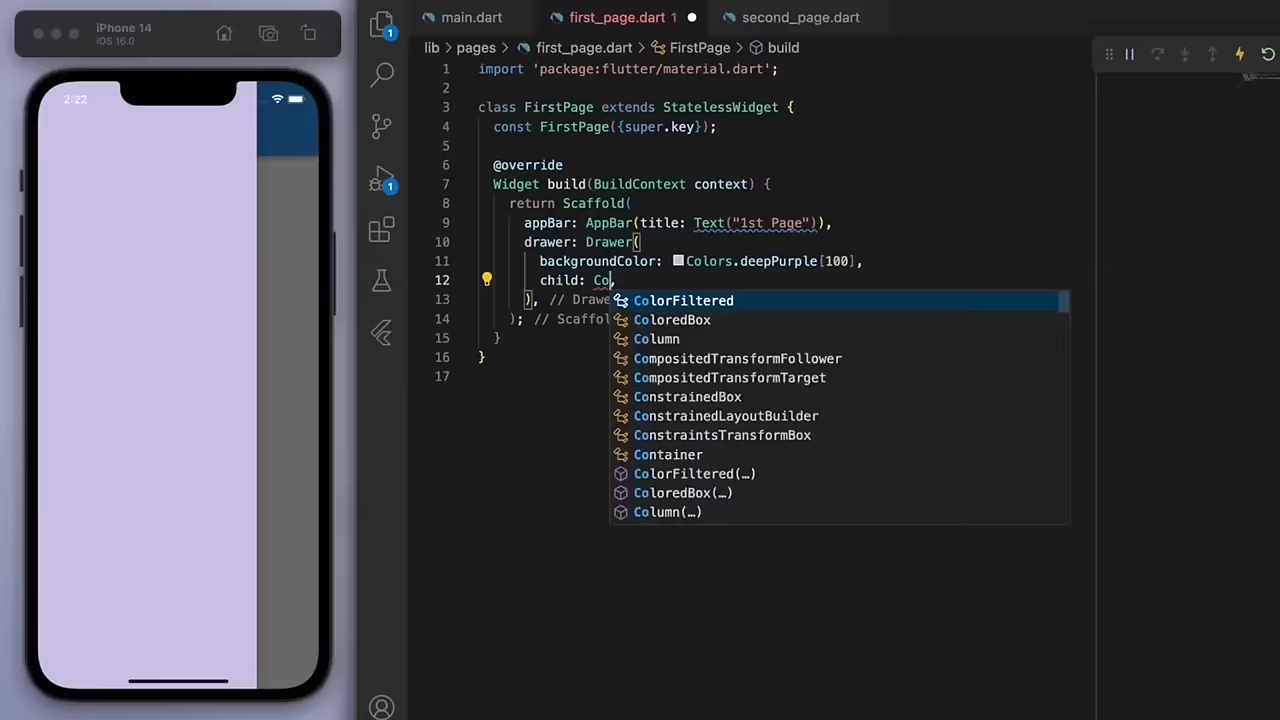 iPhone 14
iOS 16.0
2:22
1
1
main.dart
first_page.dart 1
second_page.dart
lib > pages > first_page.dart > FirstPage > build
1 import 'package:flutter/material.dart';
2
3 class FirstPage extends StatelessWidget {
4 const FirstPage({super.key});
5
6 @override
7 Widget build(BuildContext context) {
8 return Scaffold(
9 appBar: AppBar(title: Text("1st Page")),
10 drawer: Drawer(
11 backgroundColor: Colors.deepPurple[100],
12 child: Co,
13 ), // Drawe
14 ); // Scaffol
15 }
16 }
17
ColorFiltered
ColoredBox
Column
CompositedTransformFollower
CompositedTransformTarget
ConstrainedBox
ConstrainedLayoutBuilder
ConstraintsTransformBox
Container
ColorFiltered(…)
ColoredBox(…)
Column(…)